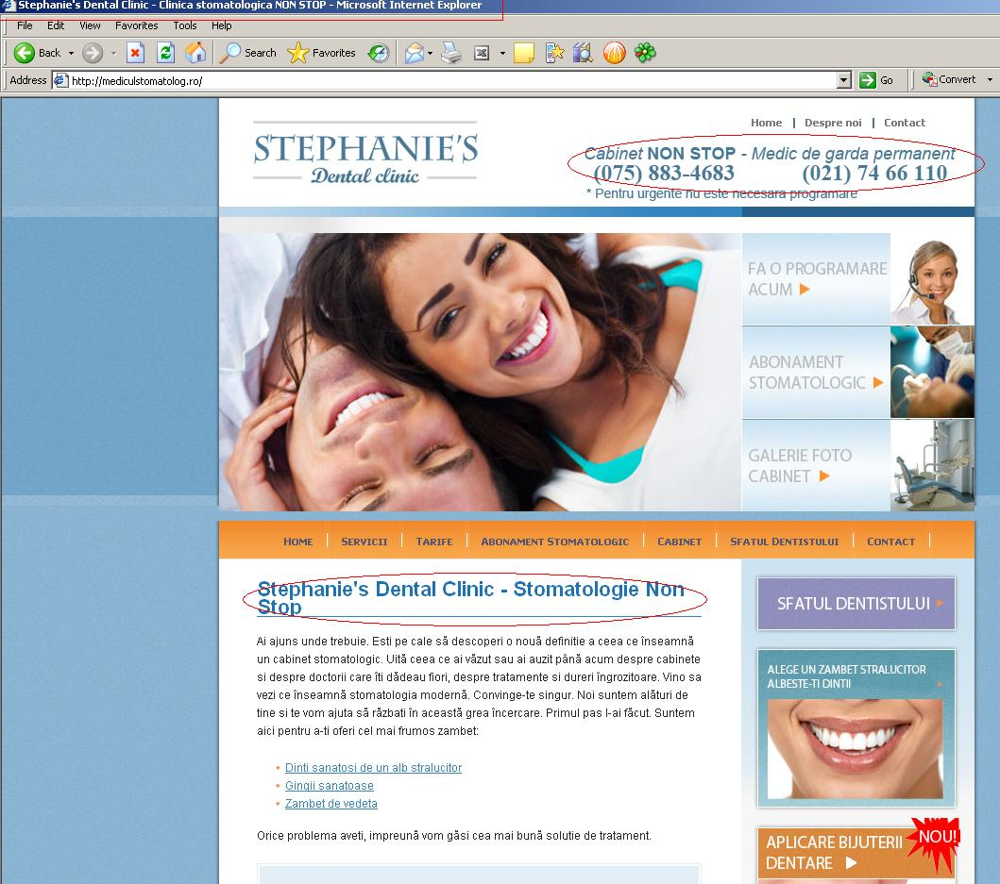 Stephanie's Dental Clinic - Clinica stomatologica NON STOP - Microsoft Internet Explorer
File Edit View Favorites Tools Help
Back Search Favorites
Address http://mediculstomatolog.ro/ Go Convert
Home | Despre noi | Contact
STEPHANIE'S
Dental clinic
Cabinet NON STOP - Medic de garda permanent
(075) 883-4683 (021) 74 66 110
* Pentru urgente nu este necesara programare
FA O PROGRAMARE
ACUM
ABONAMENT
STOMATOLOGIC
GALERIE FOTO
CABINET
HOME | SERVICII | TARIFE | ABONAMENT STOMATOLOGIC | CABINET | SFATUL DENTISTULUI | CONTACT |
Stephanie's Dental Clinic - Stomatologie Non
Stop
Ai ajuns unde trebuie. Esti pe cale să descoperi o nouă definitie a ceea ce înseamnă
un cabinet stomatologic. Uită ceea ce ai văzut sau ai auzit până acum despre cabinete
si despre doctorii care îti dădeau fiori, despre tratamente si dureri îngrozitoare. Vino sa
vezi ce înseamnă stomatologia modernă. Convinge-te singur. Noi suntem alături de
tine si te vom ajuta să răzbati în această grea încercare. Primul pas l-ai făcut. Suntem
aici pentru a-ti oferi cel mai frumos zambet:
• Dinti sanatosi de un alb stralucitor
• Gingii sanatoase
• Zambet de vedeta
Orice problema aveti, impreună vom găsi cea mai bună solutie de tratament.
SFATUL DENTISTULUI
ALEGE UN ZAMBET STRALUCITOR
ALBESTE-TI DINTII
APLICARE BIJUTERII
DENTARE
NOU!